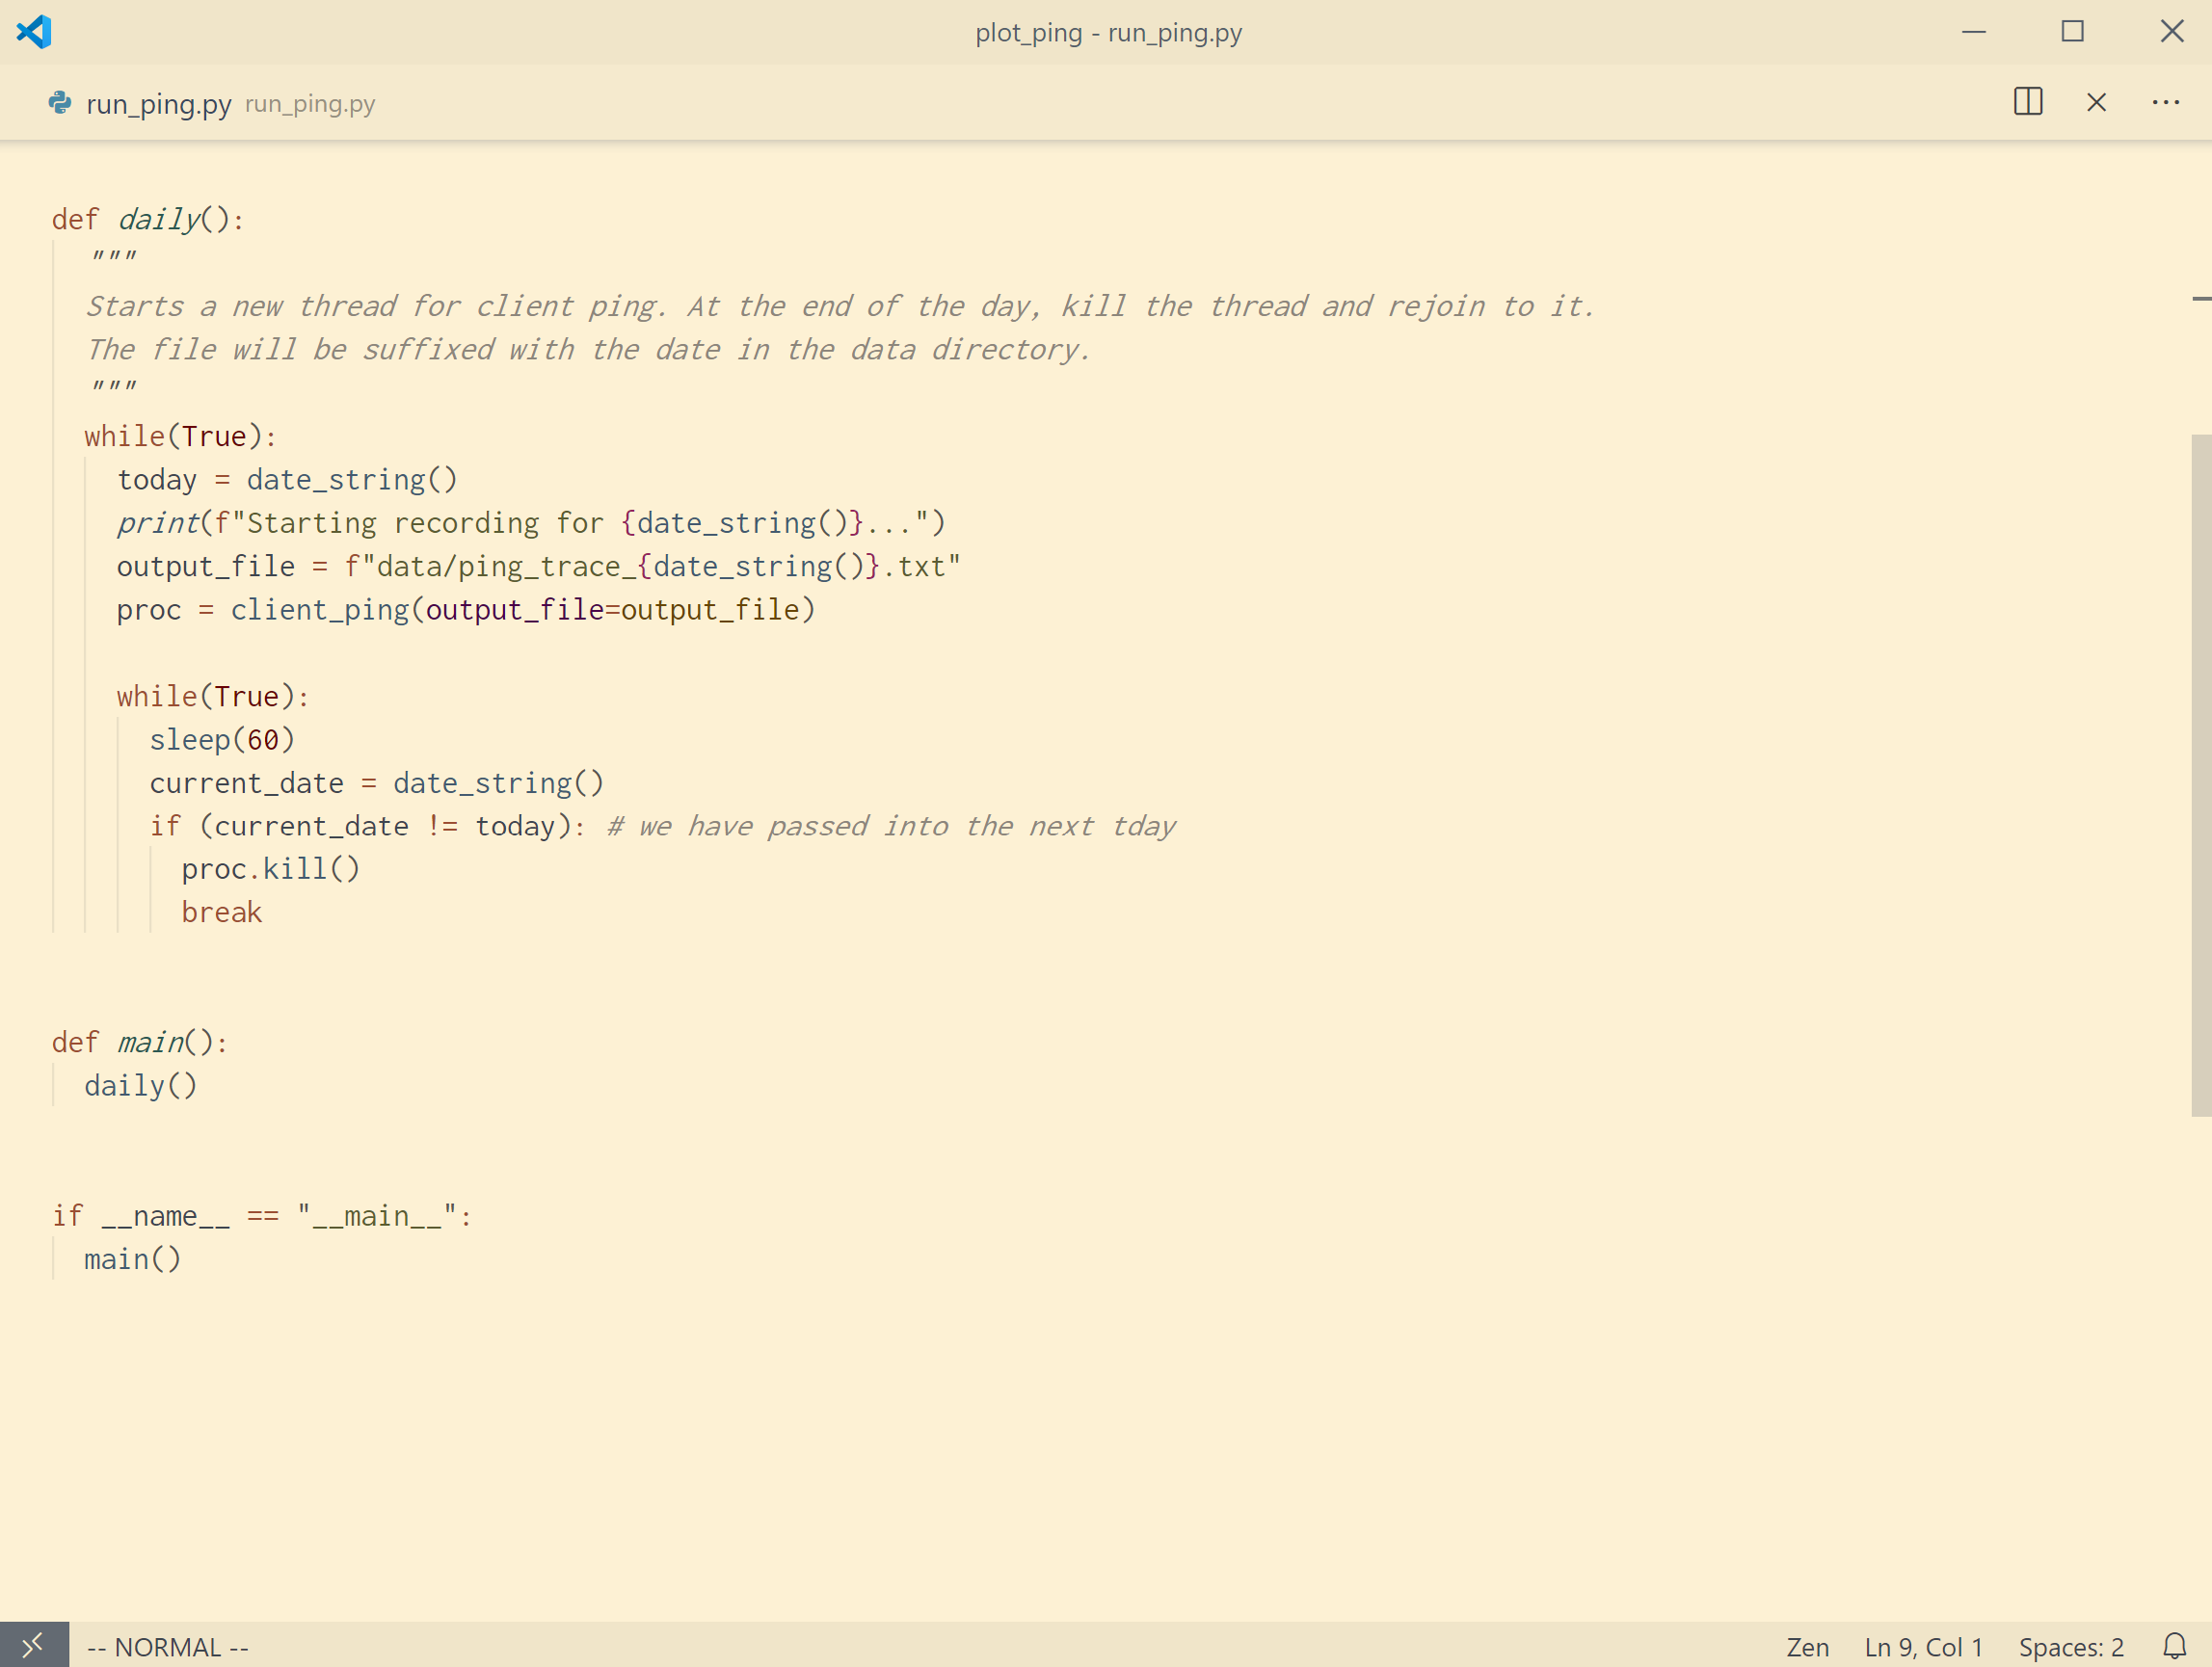 plot_ping - run_ping.py
run_ping.py run_ping.py
def daily():
  """
  Starts a new thread for client ping. At the end of the day, kill the thread and rejoin to it.
  The file will be suffixed with the date in the data directory.
  """
  while(True):
    today = date_string()
    print(f"Starting recording for {date_string()}...")
    output_file = f"data/ping_trace_{date_string()}.txt"
    proc = client_ping(output_file=output_file)
    while(True):
      sleep(60)
      current_date = date_string()
      if (current_date != today): # we have passed into the next tday
        proc.kill()
        break
def main():
  daily()
if __name__ == "__main__":
  main()
-- NORMAL -- Zen Ln 9, Col 1 Spaces: 2